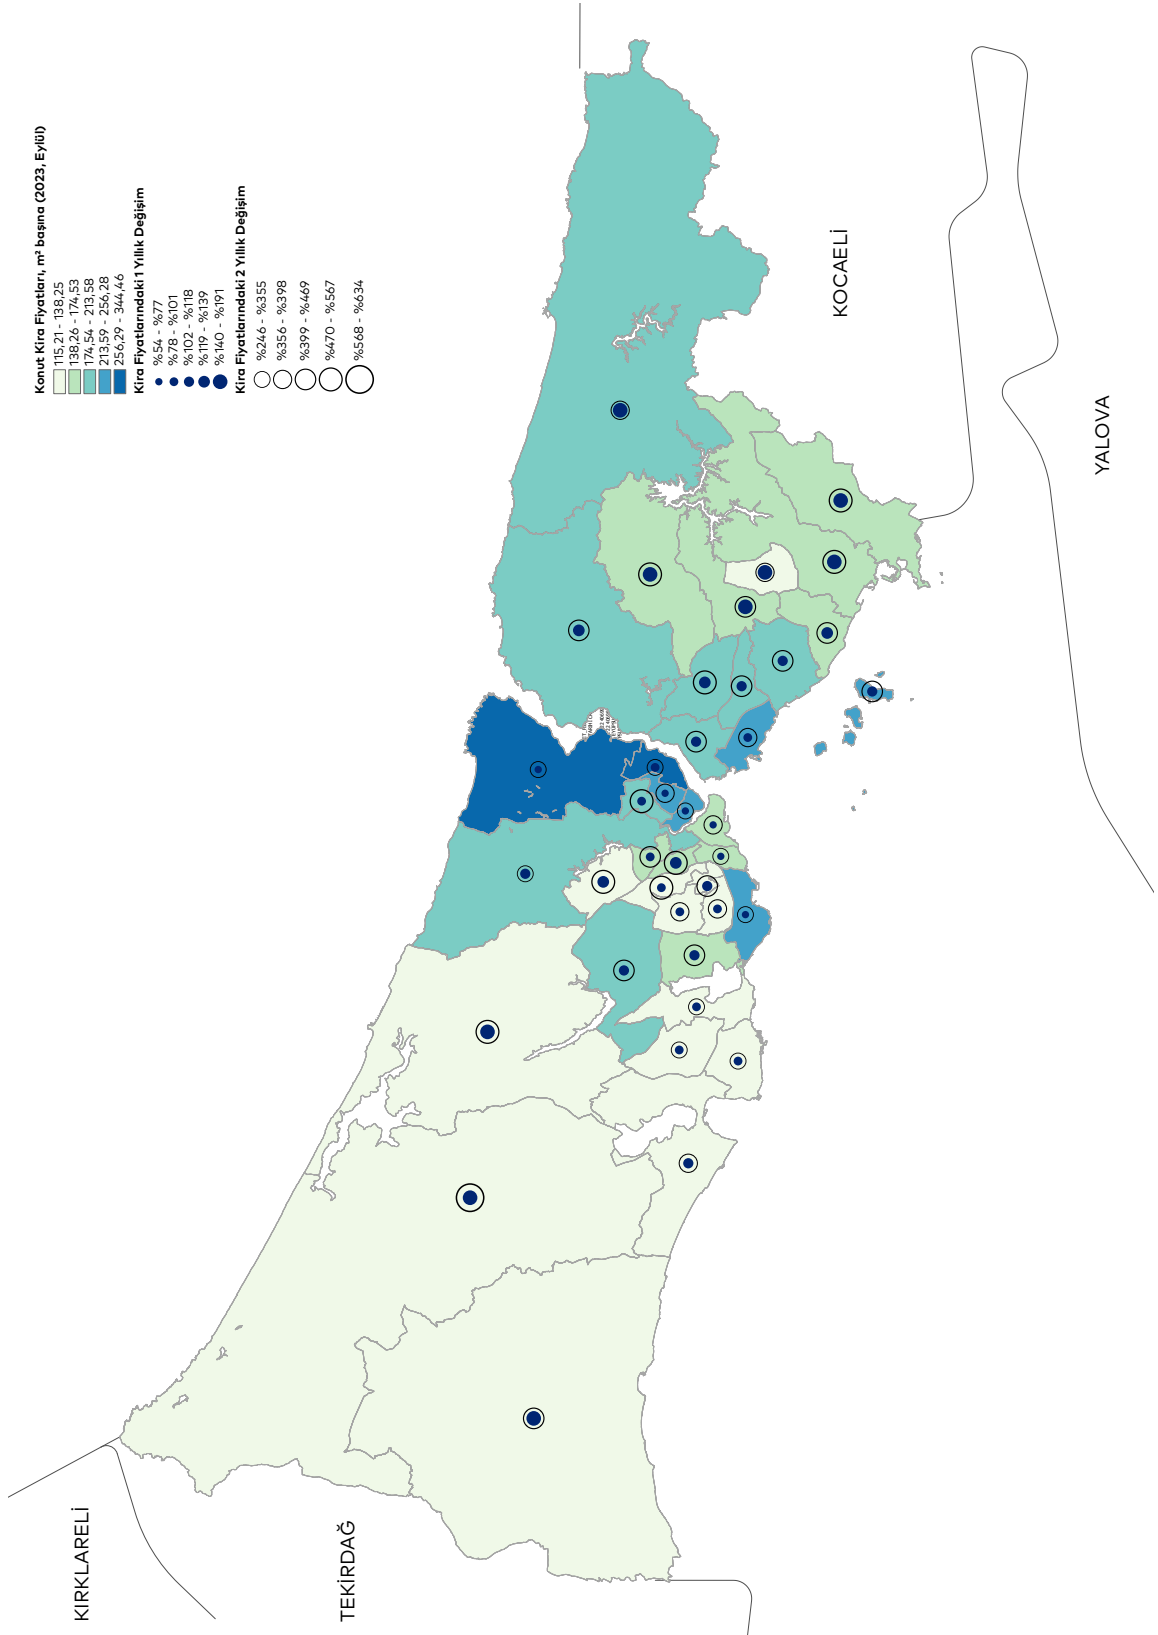 Konut Kira Fiyatları, m² başına (2023, Eylül)
115,21 - 138,25
138,26 - 174,53
174,54 - 213,58
213,59 - 256,28
256,29 - 344,46
Kira Fiyatlarındaki 1 Yıllık Değişim
%54 - %77
%78 - %101
%102 - %118
%119 - %139
%140 - %191
Kira Fiyatlarındaki 2 Yıllık Değişim
%246 - %355
%356 - %398
%399 - %469
%470 - %567
%568 - %634
KIRKLARELİ
TEKİRDAĞ
KOCAELİ
YALOVA